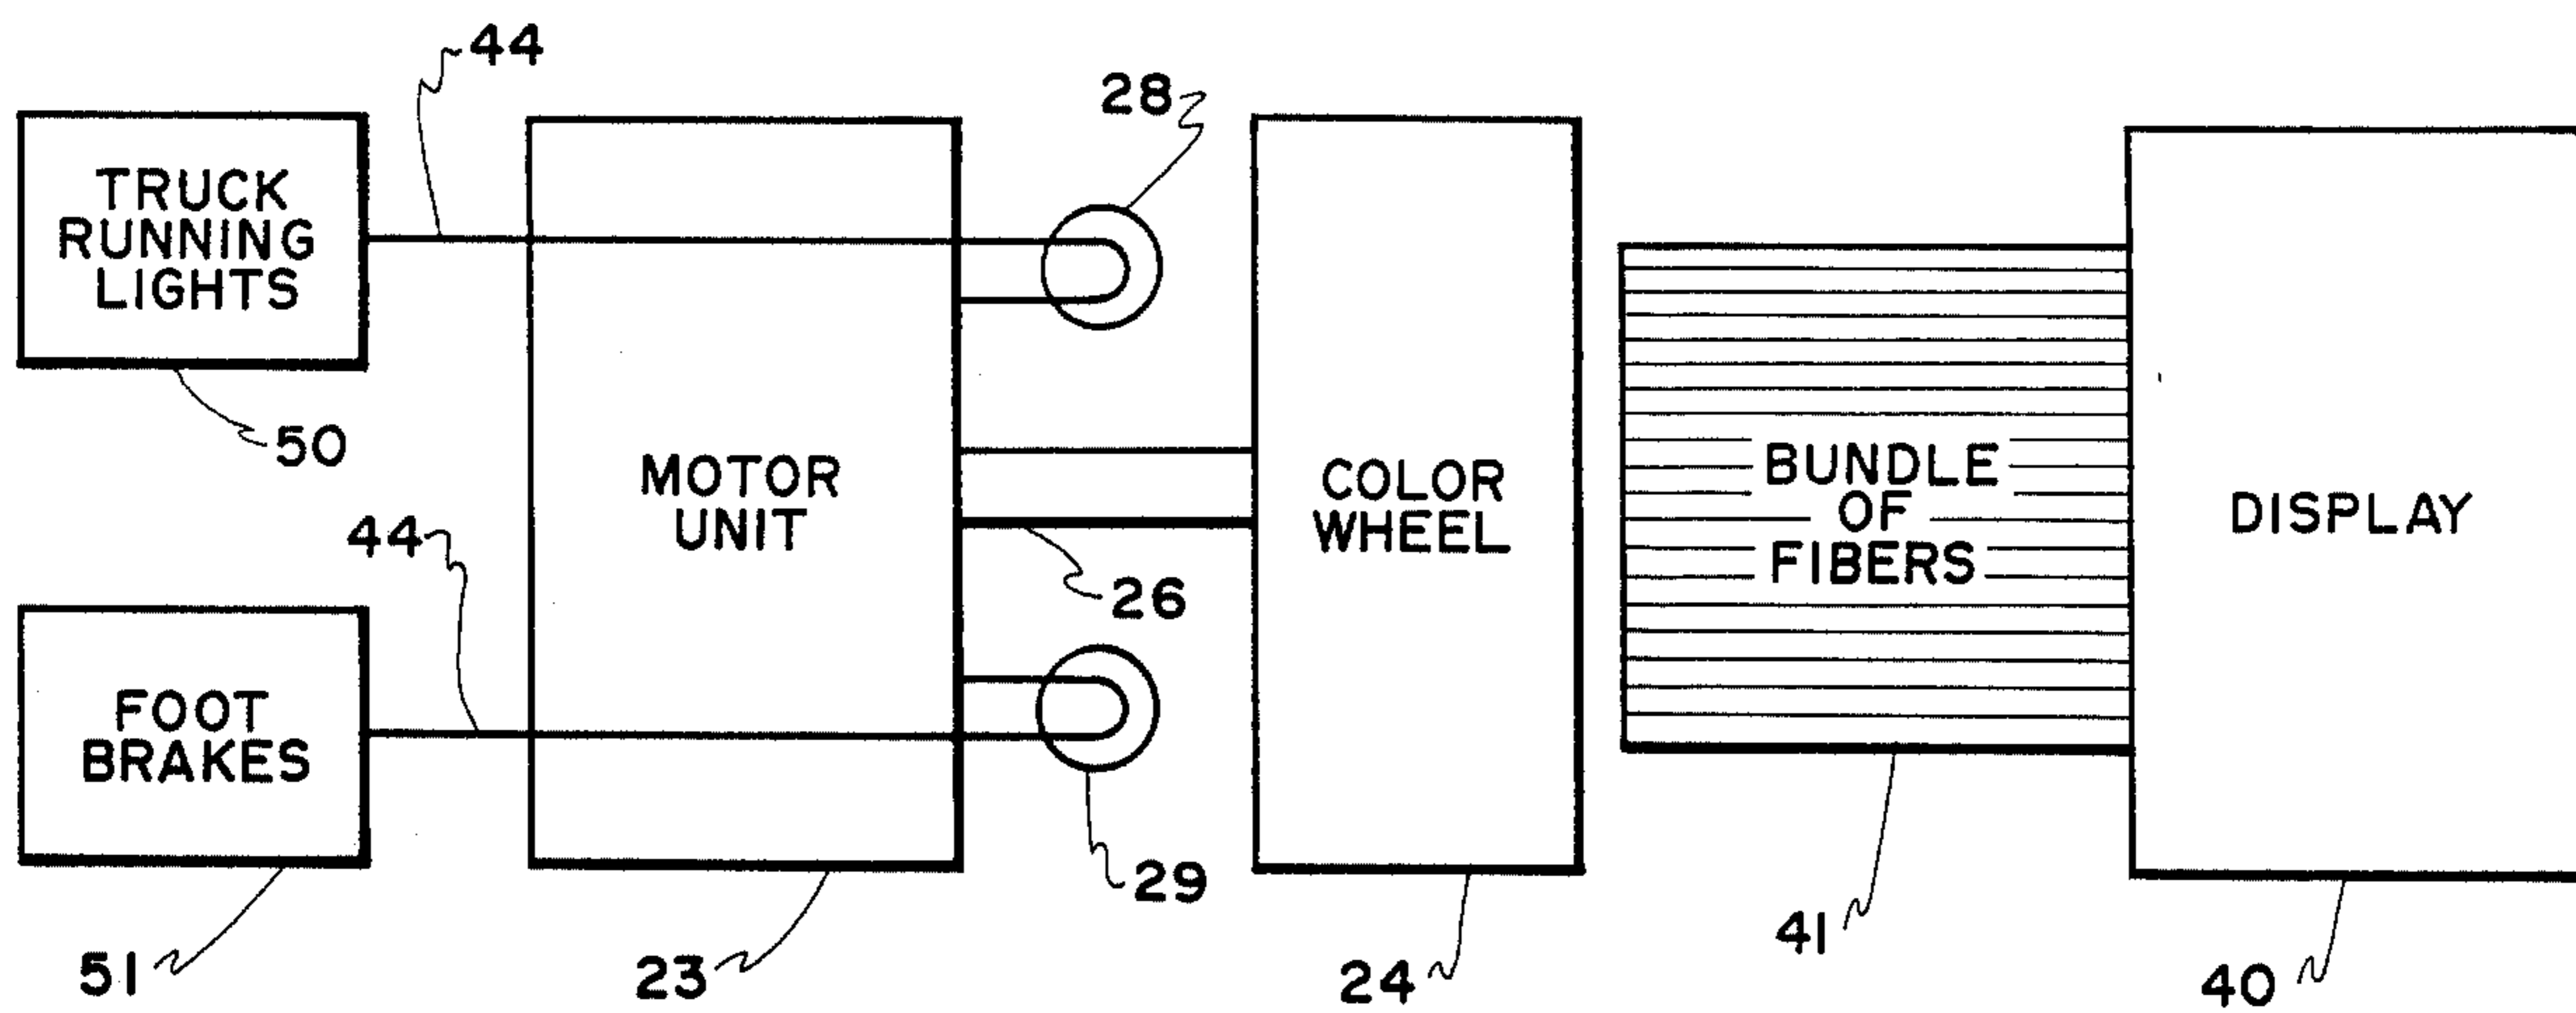 44
28
TRUCK
RUNNING
LIGHTS
50
MOTOR
UNIT
COLOR
WHEEL
BUNDLE
OF
FIBERS
DISPLAY
44
26
FOOT
BRAKES
29
51
23
24
41
40